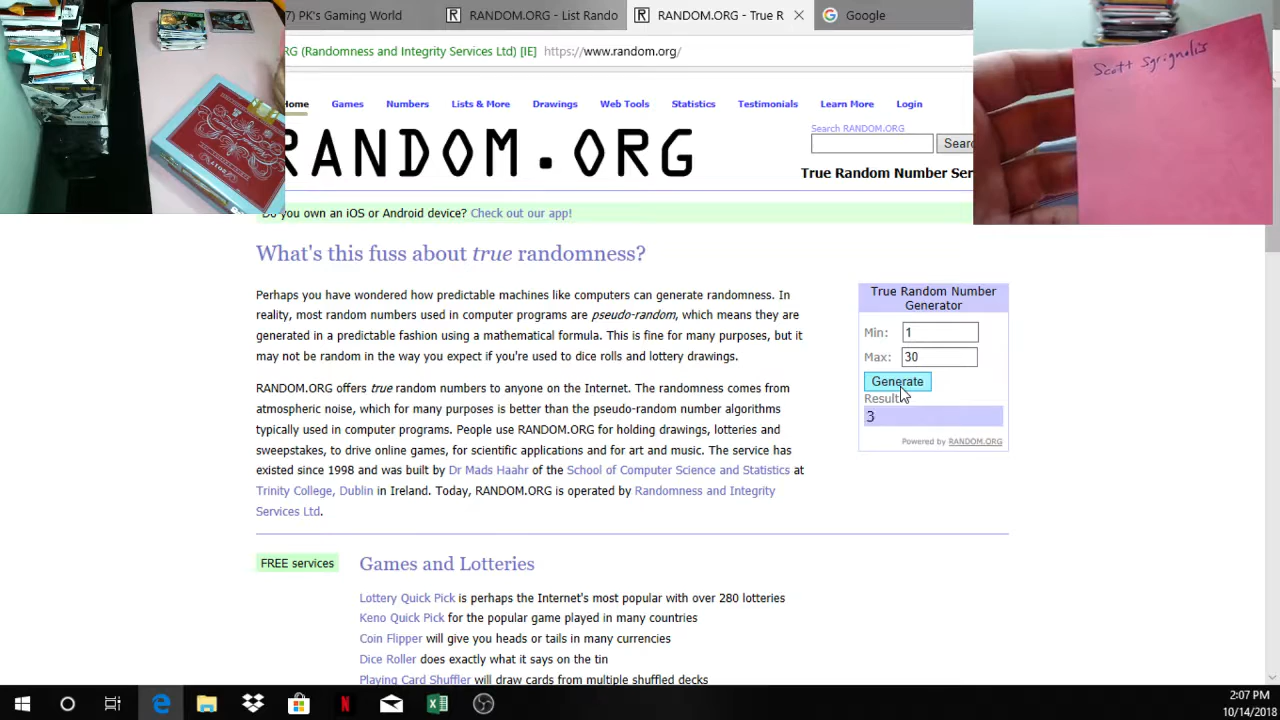 PK's Gaming World
RANDOM.ORG - List Rando
RANDOM.ORG - True R
Google
RG (Randomness and Integrity Services Ltd) [IE] https://www.random.org/
Scott Sgrignolis
Home Games Numbers Lists & More Drawings Web Tools Statistics Testimonials Learn More Login
RANDOM.ORG
Search RANDOM.ORG
Searc
True Random Number Ser
2017
Do you own an iOS or Android device? Check out our app!
What's this fuss about true randomness?
Perhaps you have wondered how predictable machines like computers can generate randomness. In
reality, most random numbers used in computer programs are pseudo-random, which means they are
generated in a predictable fashion using a mathematical formula. This is fine for many purposes, but it
may not be random in the way you expect if you're used to dice rolls and lottery drawings.
RANDOM.ORG offers true random numbers to anyone on the Internet. The randomness comes from
atmospheric noise, which for many purposes is better than the pseudo-random number algorithms
typically used in computer programs. People use RANDOM.ORG for holding drawings, lotteries and
sweepstakes, to drive online games, for scientific applications and for art and music. The service has
existed since 1998 and was built by Dr Mads Haahr of the School of Computer Science and Statistics at
Trinity College, Dublin in Ireland. Today, RANDOM.ORG is operated by Randomness and Integrity
Services Ltd.
True Random Number
Generator
Min: 1
Max: 30
Generate
Result:
3
Powered by RANDOM.ORG
FREE services
Games and Lotteries
Lottery Quick Pick is perhaps the Internet's most popular with over 280 lotteries
Keno Quick Pick for the popular game played in many countries
Coin Flipper will give you heads or tails in many currencies
Dice Roller does exactly what it says on the tin
Playing Card Shuffler will draw cards from multiple shuffled decks
2:07 PM
10/14/2018